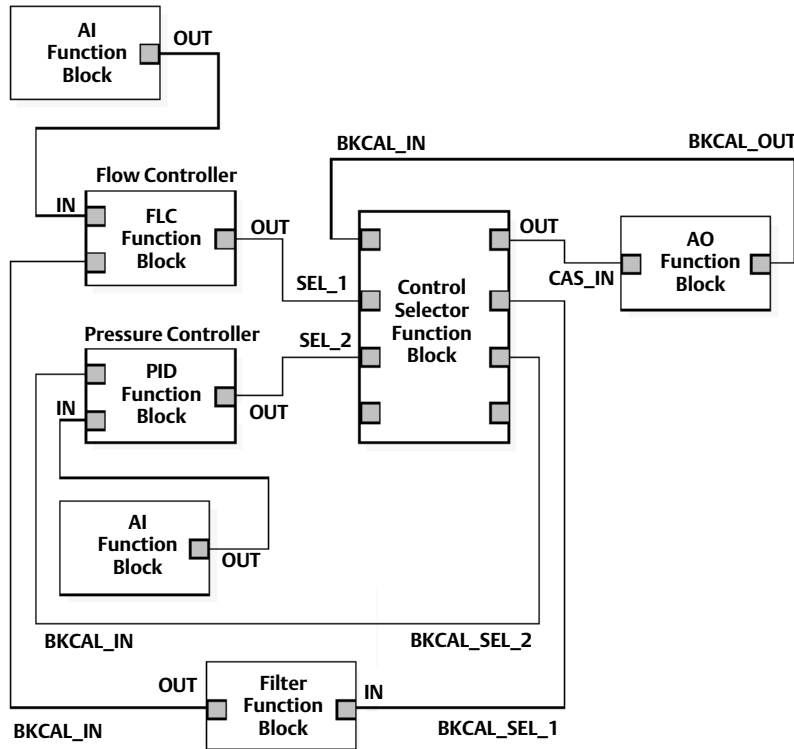 AI
Function
Block
OUT
BKCAL_IN
BKCAL_OUT
Flow Controller
IN
FLC
Function
Block
OUT
SEL_1
Control
Selector
Function
Block
OUT
CAS_IN
AO
Function
Block
Pressure Controller
SEL_2
PID
Function
Block
IN
OUT
AI
Function
Block
OUT
BKCAL_IN
BKCAL_SEL_2
OUT
Filter
Function
Block
IN
BKCAL_IN
BKCAL_SEL_1